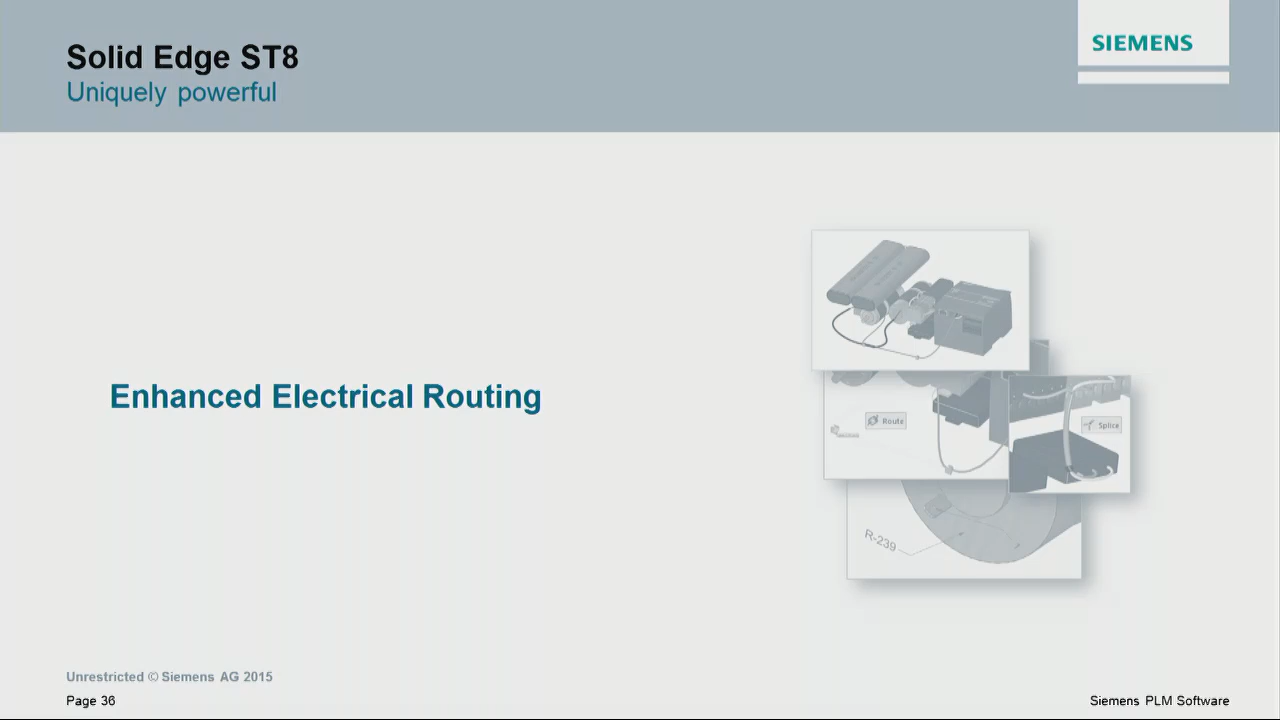 Solid Edge ST8
Uniquely powerful
SIEMENS
Enhanced Electrical Routing
Route
Splice
R-239
Unrestricted © Siemens AG 2015
Page 36
Siemens PLM Software